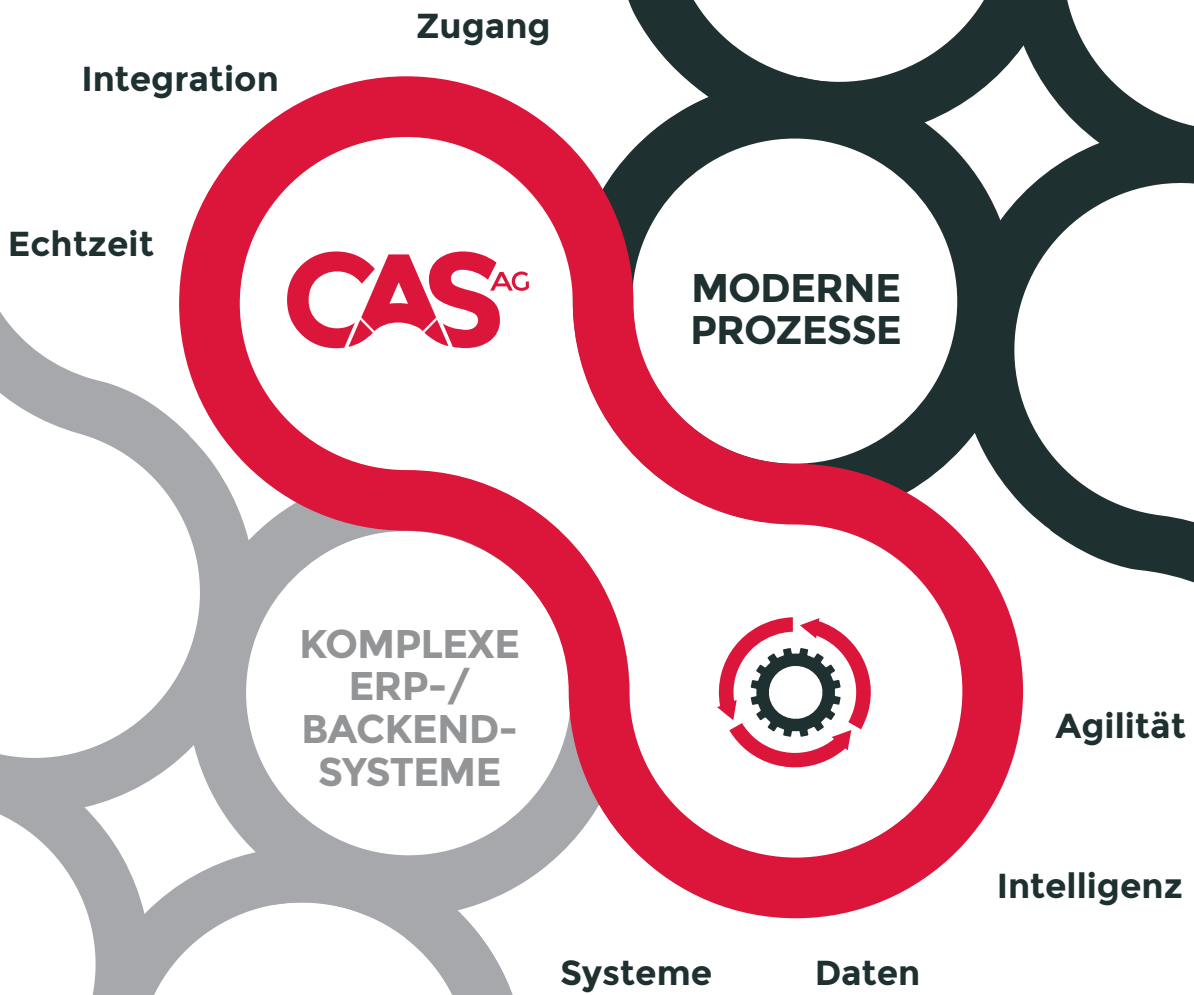 Zugang
Integration
Echtzeit
CAS AG
MODERNE
PROZESSE
KOMPLEXE
ERP-/
BACKEND-
SYSTEME
Agilität
Intelligenz
Systeme
Daten